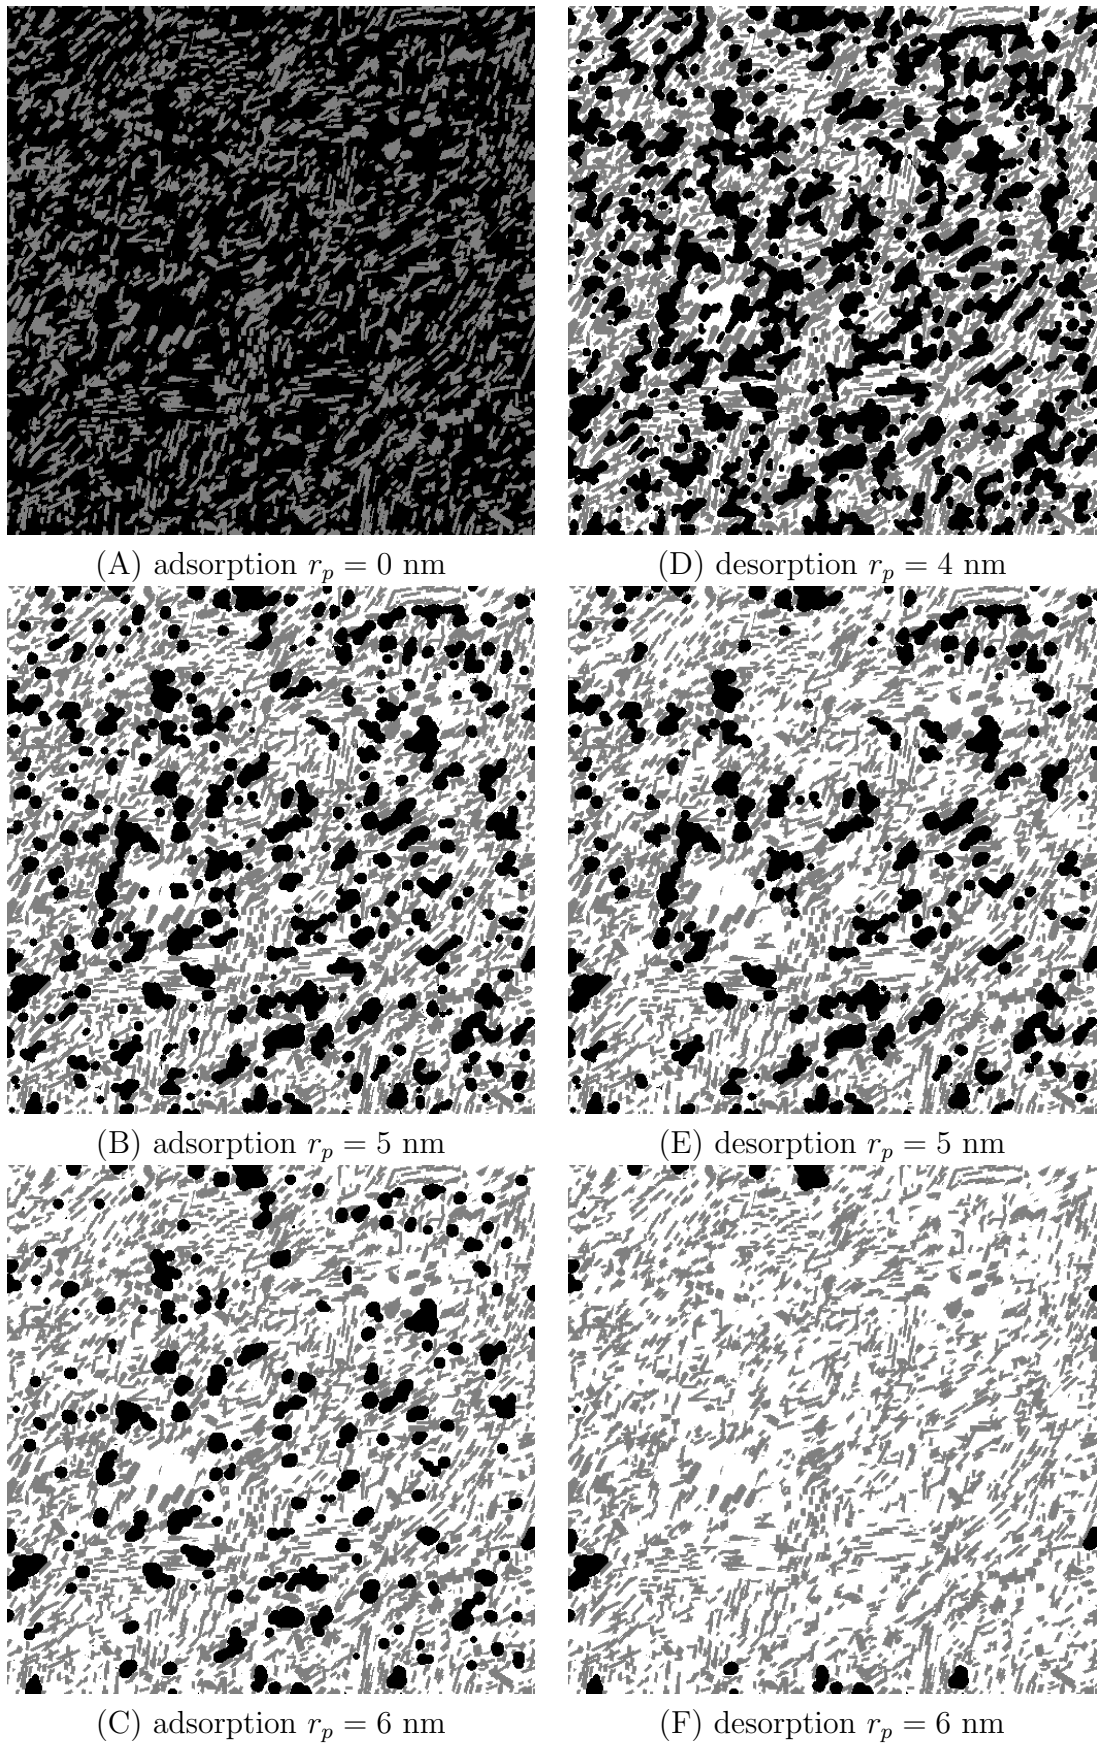 (A) adsorption r_p = 0 nm
(D) desorption r_p = 4 nm
(B) adsorption r_p = 5 nm
(E) desorption r_p = 5 nm
(C) adsorption r_p = 6 nm
(F) desorption r_p = 6 nm